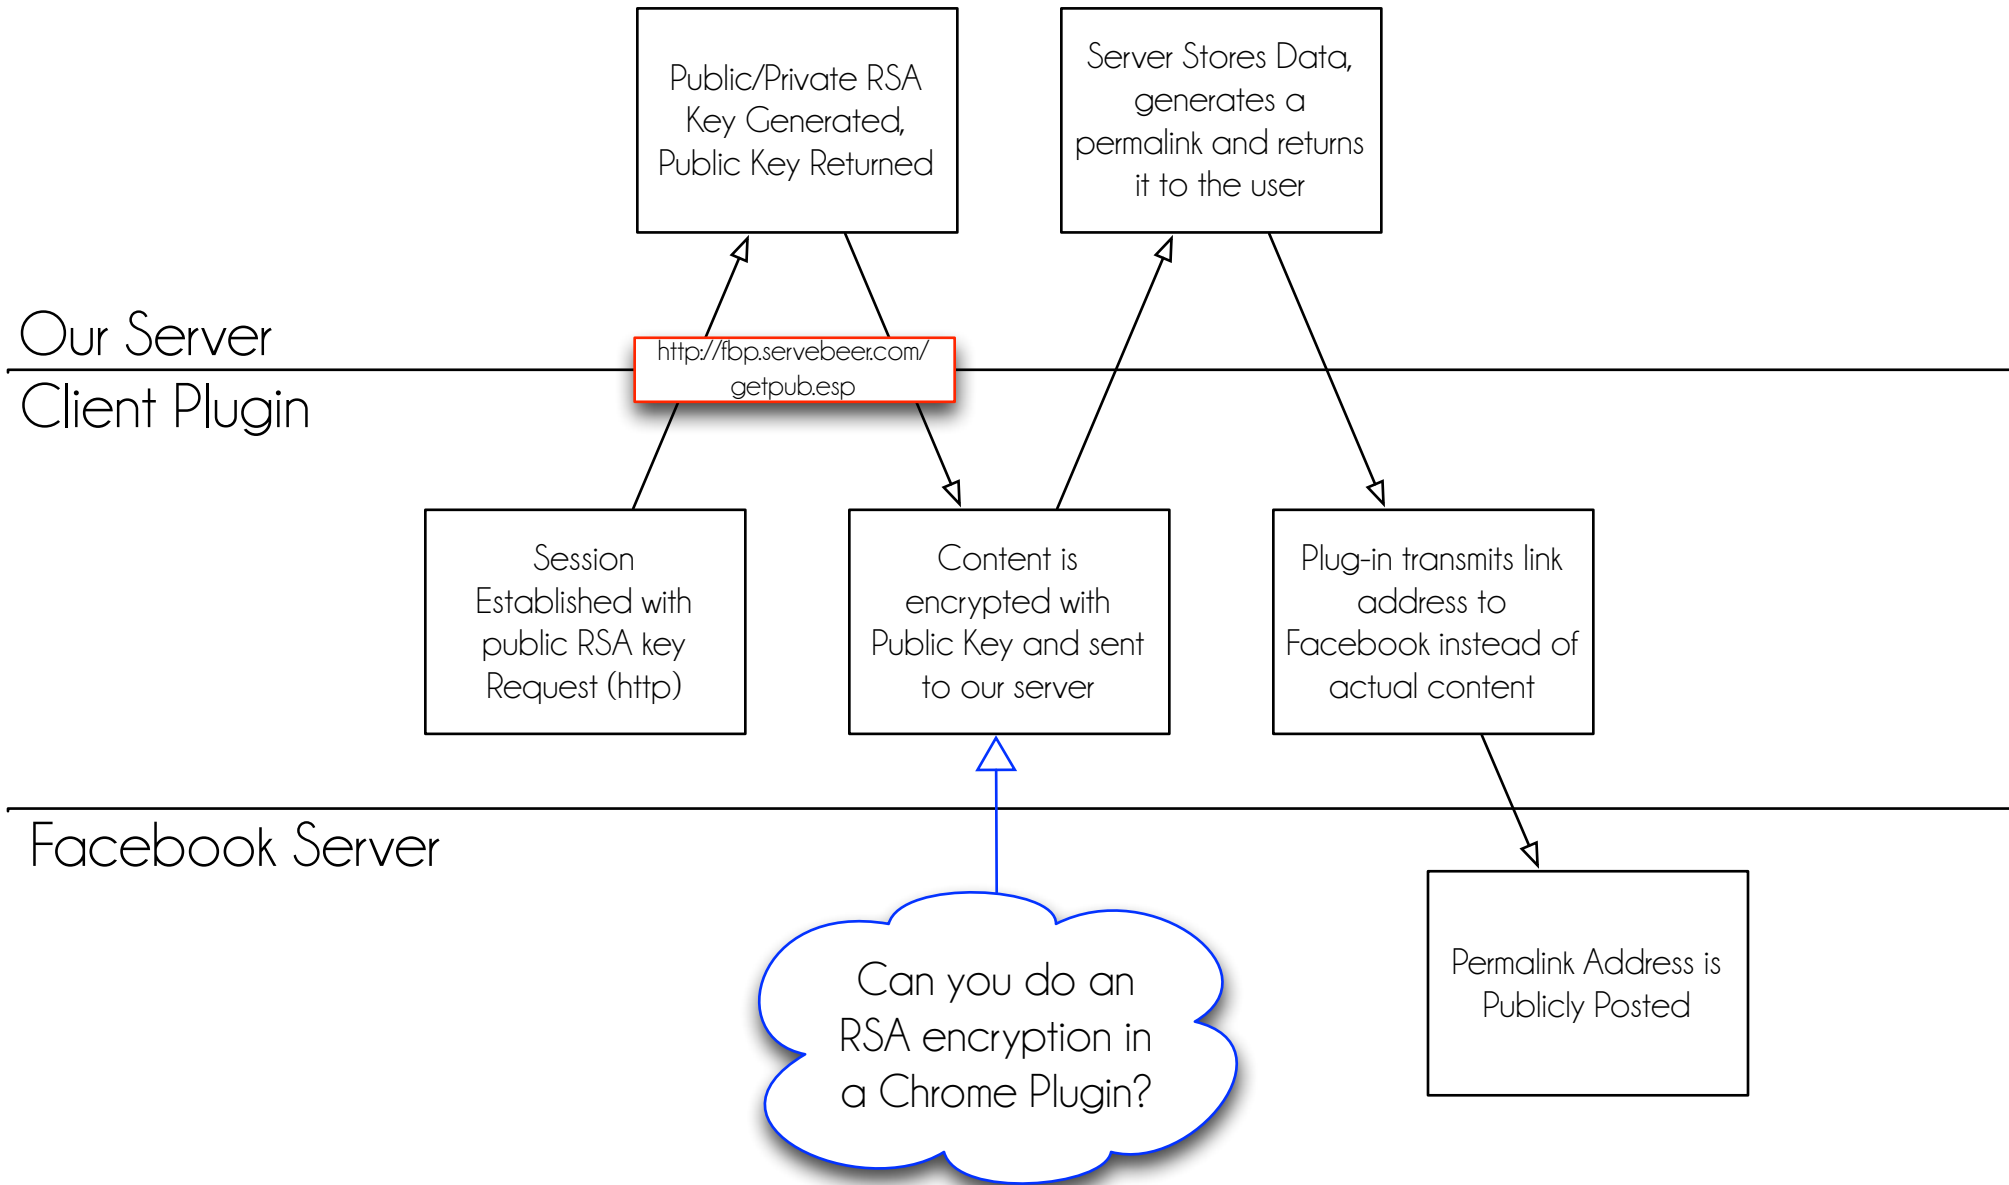 Public/Private RSA
Key Generated,
Public Key Returned
Server Stores Data,
generates a
permalink and returns
it to the user
Our Server
http://fbp.servebeer.com/
getpub.esp
Client Plugin
Session
Established with
public RSA key
Request (http)
Content is
encrypted with
Public Key and sent
to our server
Plug-in transmits link
address to
Facebook instead of
actual content
Facebook Server
Can you do an
RSA encryption in
a Chrome Plugin?
Permalink Address is
Publicly Posted